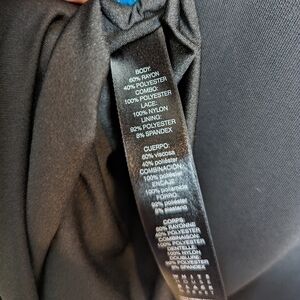 BODY:
60% RAYON
40% POLYESTER
COMBO:
100% POLYESTER
LACE:
100% NYLON
LINING:
92% POLYESTER
8% SPANDEX
CUERPO:
60% viscosa
40% poliéster
COMBINACIÓN:
100% poliéster
ENCAJE:
100% poliamida
FORRO:
92% poliéster
8% elastano
CORPS:
60% RAYONNE
40% POLYESTER
COMBINAISON:
100% POLYESTER
DENTELLE:
100% NYLON
DOUBLURE:
92% POLYESTER
8% SPANDEX